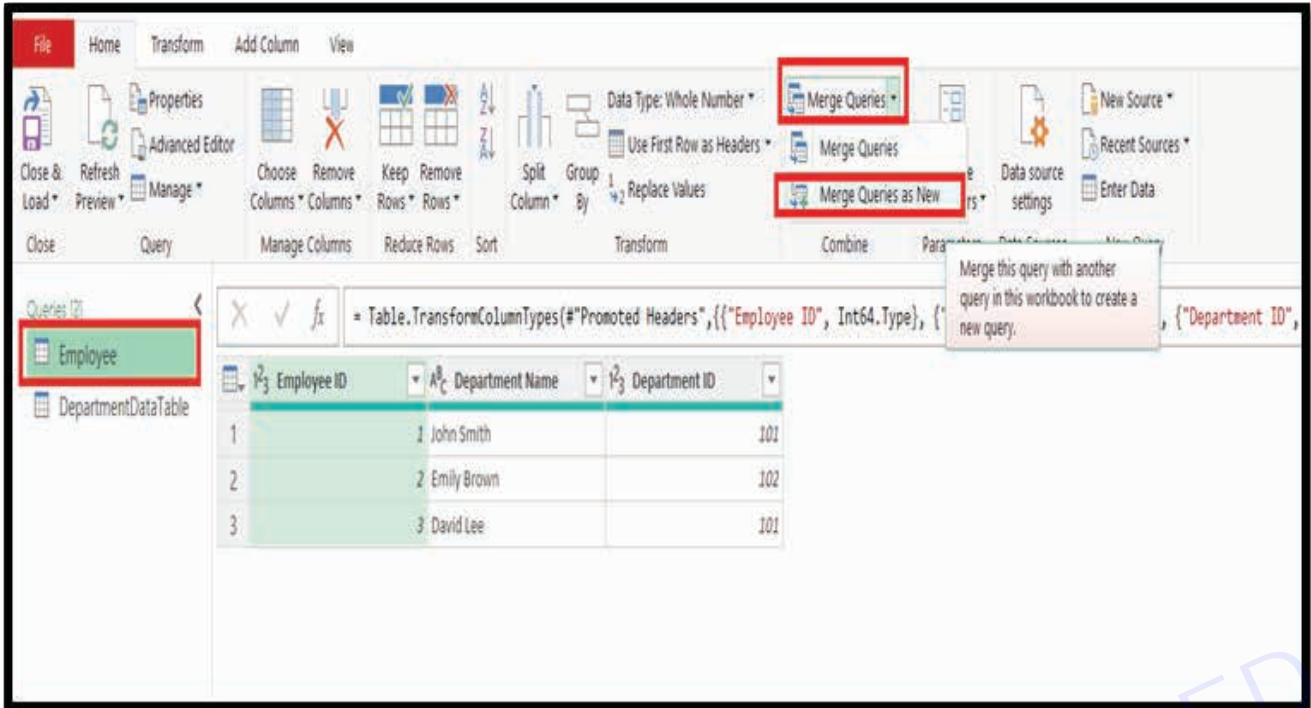 File Home Transform Add Column View
Close & Load
Refresh Preview
Properties
Advanced Editor
Manage
Choose Columns
Remove Columns
Keep Rows
Remove Rows
Split Column
Group By
Data Type: Whole Number
Use First Row as Headers
Replace Values
Merge Queries
Merge Queries
Merge Queries as New
Data source settings
New Source
Recent Sources
Enter Data
Close Query Manage Columns Reduce Rows Sort Transform Combine
Merge this query with another
query in this workbook to create a
new query.
Queries [2]
Employee
DepartmentDataTable
fx = Table.TransformColumnTypes(#"Promoted Headers",{{"Employee ID", Int64.Type}, {" , {"Department ID",
Employee ID Department Name Department ID
1 1 John Smith 101
2 2 Emily Brown 102
3 3 David Lee 101